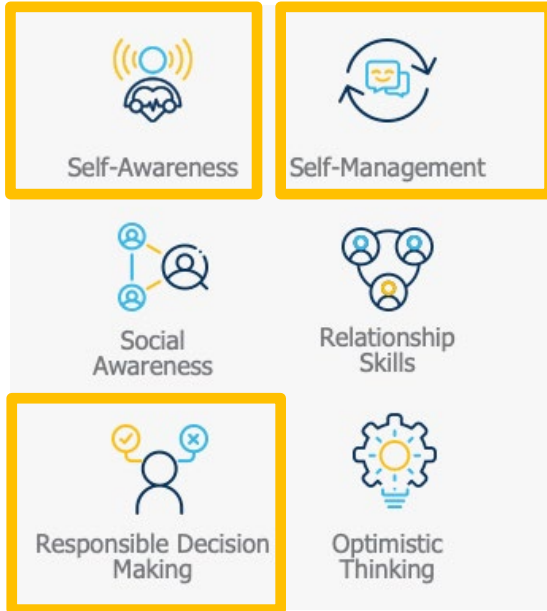 Self-Awareness
Self-Management
Social
Awareness
Relationship
Skills
Responsible Decision
Making
Optimistic
Thinking